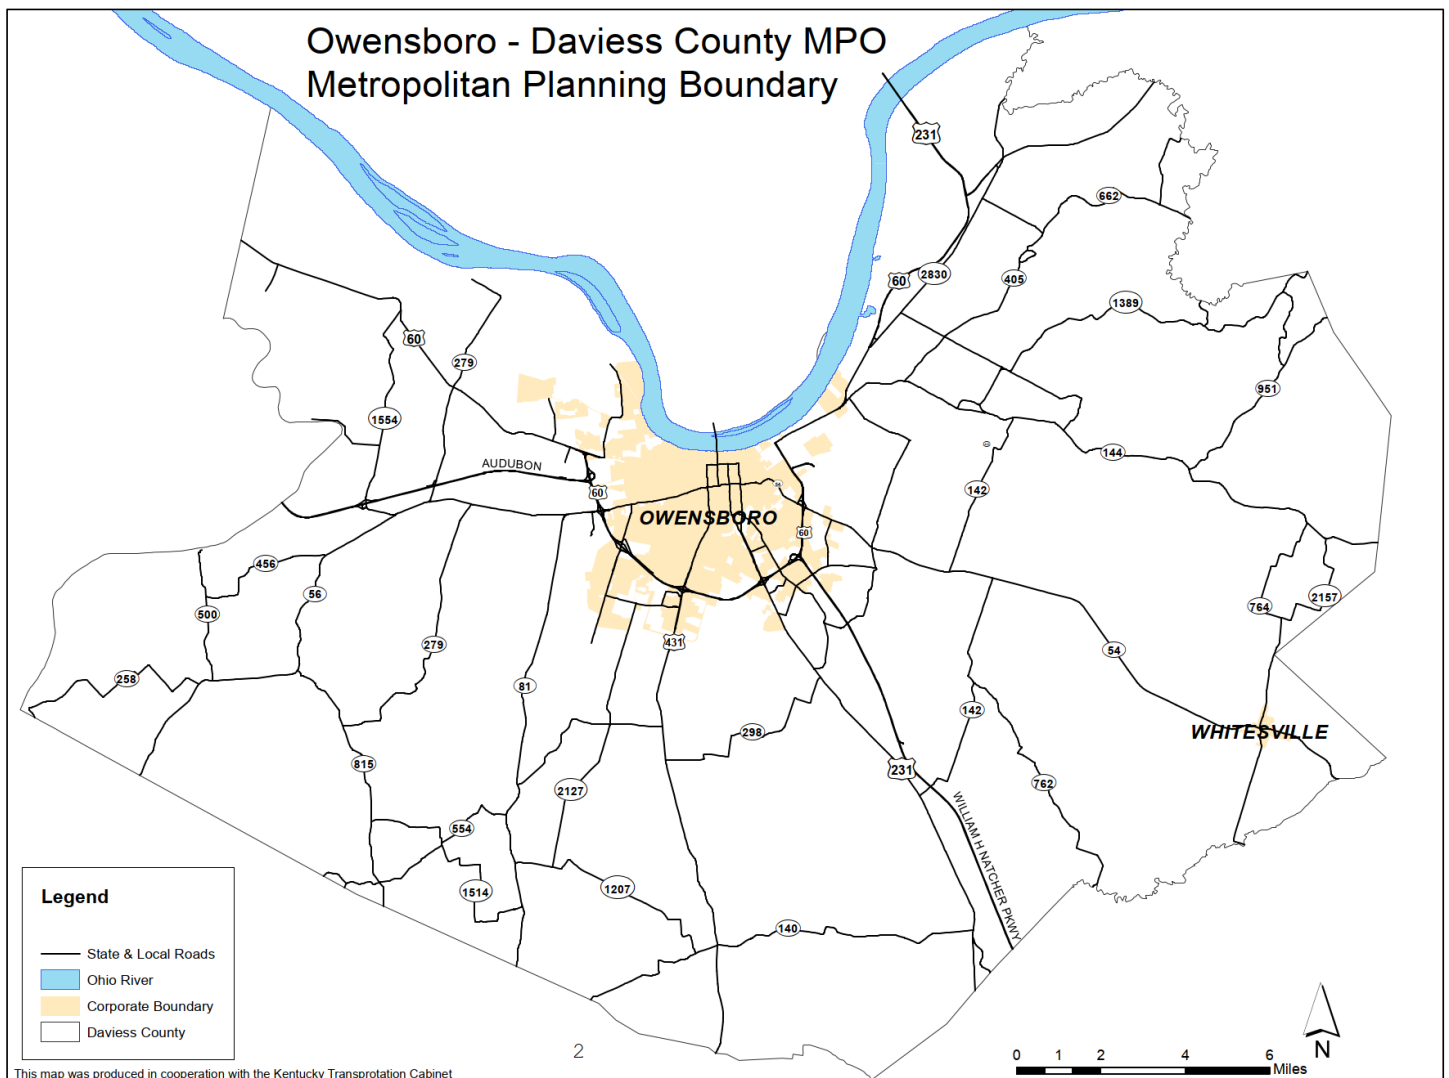 Owensboro - Daviess County MPO
Metropolitan Planning Boundary
231
662
60
2830
405
1389
60
279
951
1554
144
AUDUBON
60
142
54
OWENSBORO
60
456
56
500
764
2157
279
431
54
258
81
142
298
WHITESVILLE
815
231
762
2127
WILLIAM H NATCHER PKWY
554
1514
1207
140
Legend
State & Local Roads
Ohio River
Corporate Boundary
Daviess County
2
N
0 1 2 4 6
Miles
This map was produced in cooperation with the Kentucky Transprotation Cabinet